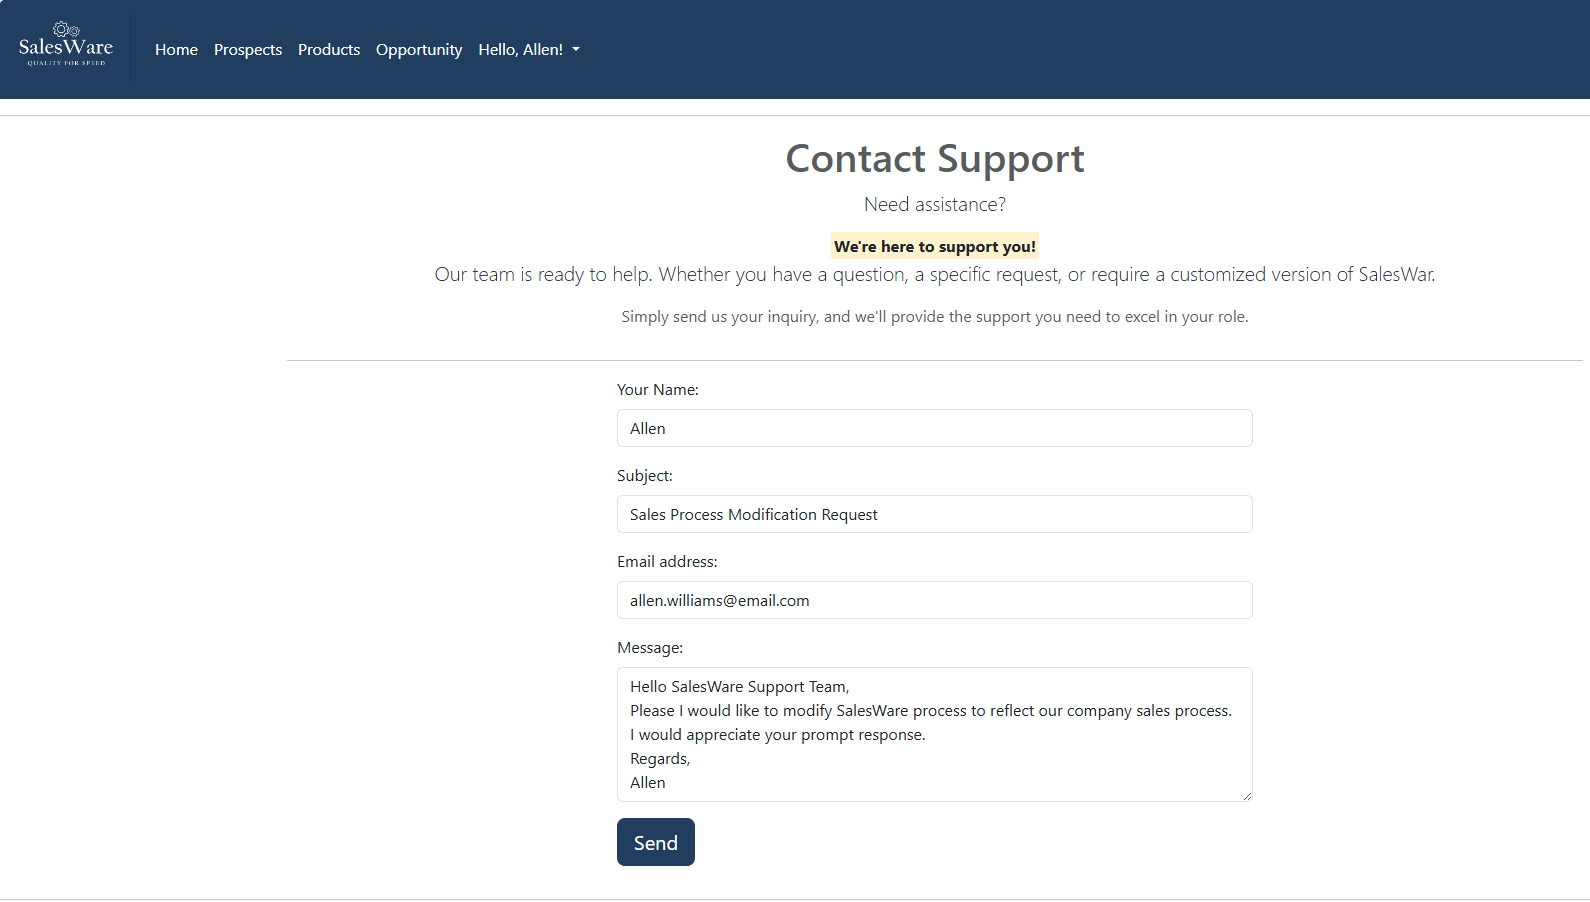 SalesWare
QUALITY FOR SPEED
Home Prospects Products Opportunity Hello, Allen!
Contact Support
Need assistance?
We're here to support you!
Our team is ready to help. Whether you have a question, a specific request, or require a customized version of SalesWar.
Simply send us your inquiry, and we'll provide the support you need to excel in your role.
Your Name:
Allen
Subject:
Sales Process Modification Request
Email address:
allen.williams@email.com
Message:
Hello SalesWare Support Team,
Please I would like to modify SalesWare process to reflect our company sales process.
I would appreciate your prompt response.
Regards,
Allen
Send